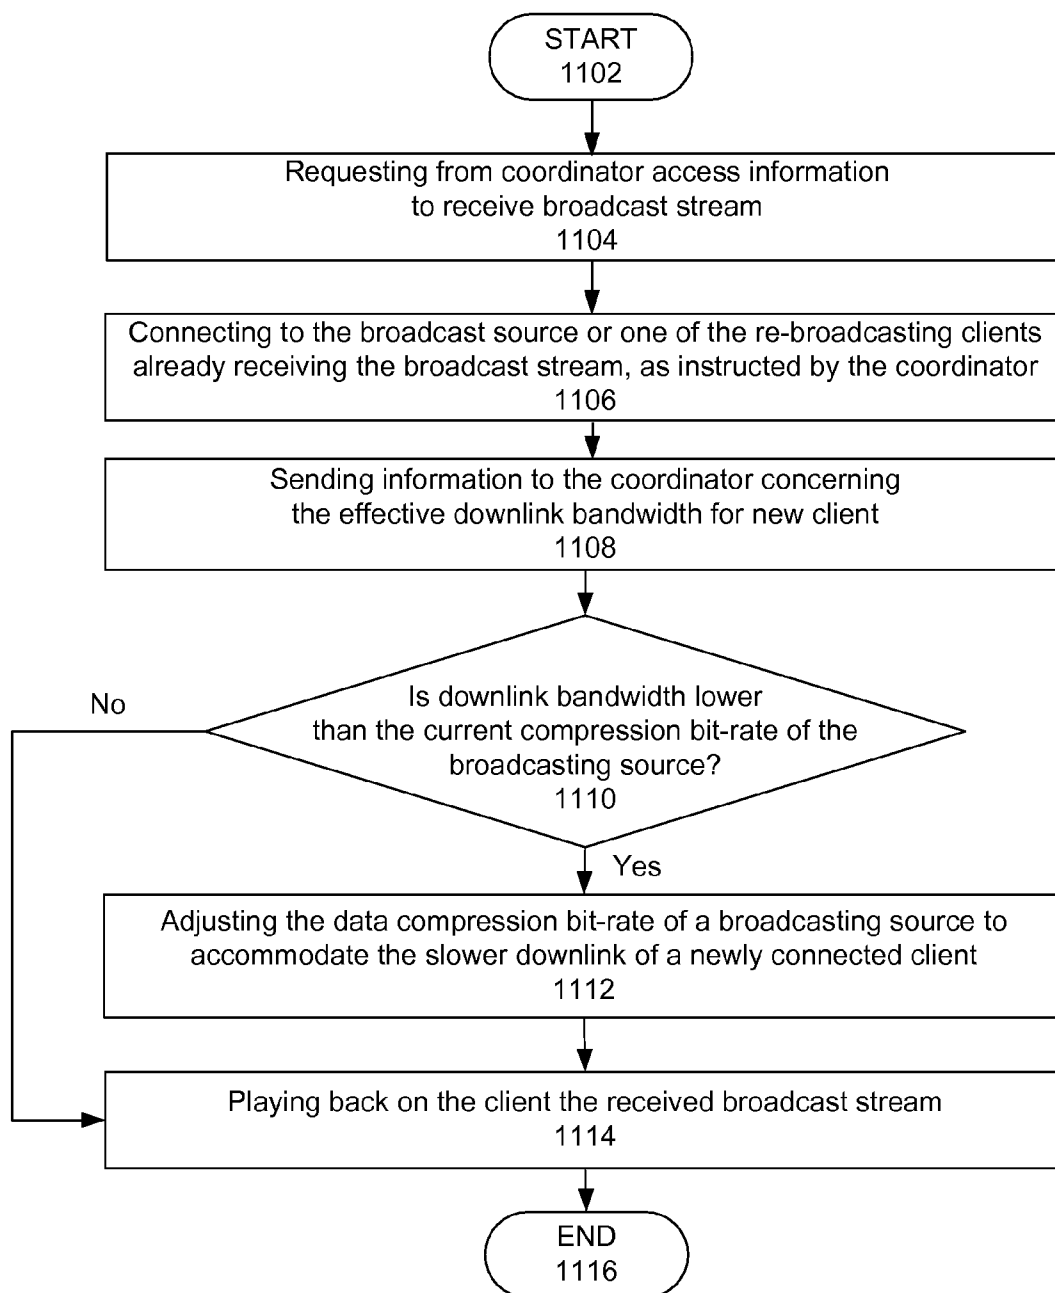 START
1102
Requesting from coordinator access information
to receive broadcast stream
1104
Connecting to the broadcast source or one of the re-broadcasting clients
already receiving the broadcast stream, as instructed by the coordinator
1106
Sending information to the coordinator concerning
the effective downlink bandwidth for new client
1108
No
Is downlink bandwidth lower
than the current compression bit-rate of the
broadcasting source?
1110
Yes
Adjusting the data compression bit-rate of a broadcasting source to
accommodate the slower downlink of a newly connected client
1112
Playing back on the client the received broadcast stream
1114
END
1116